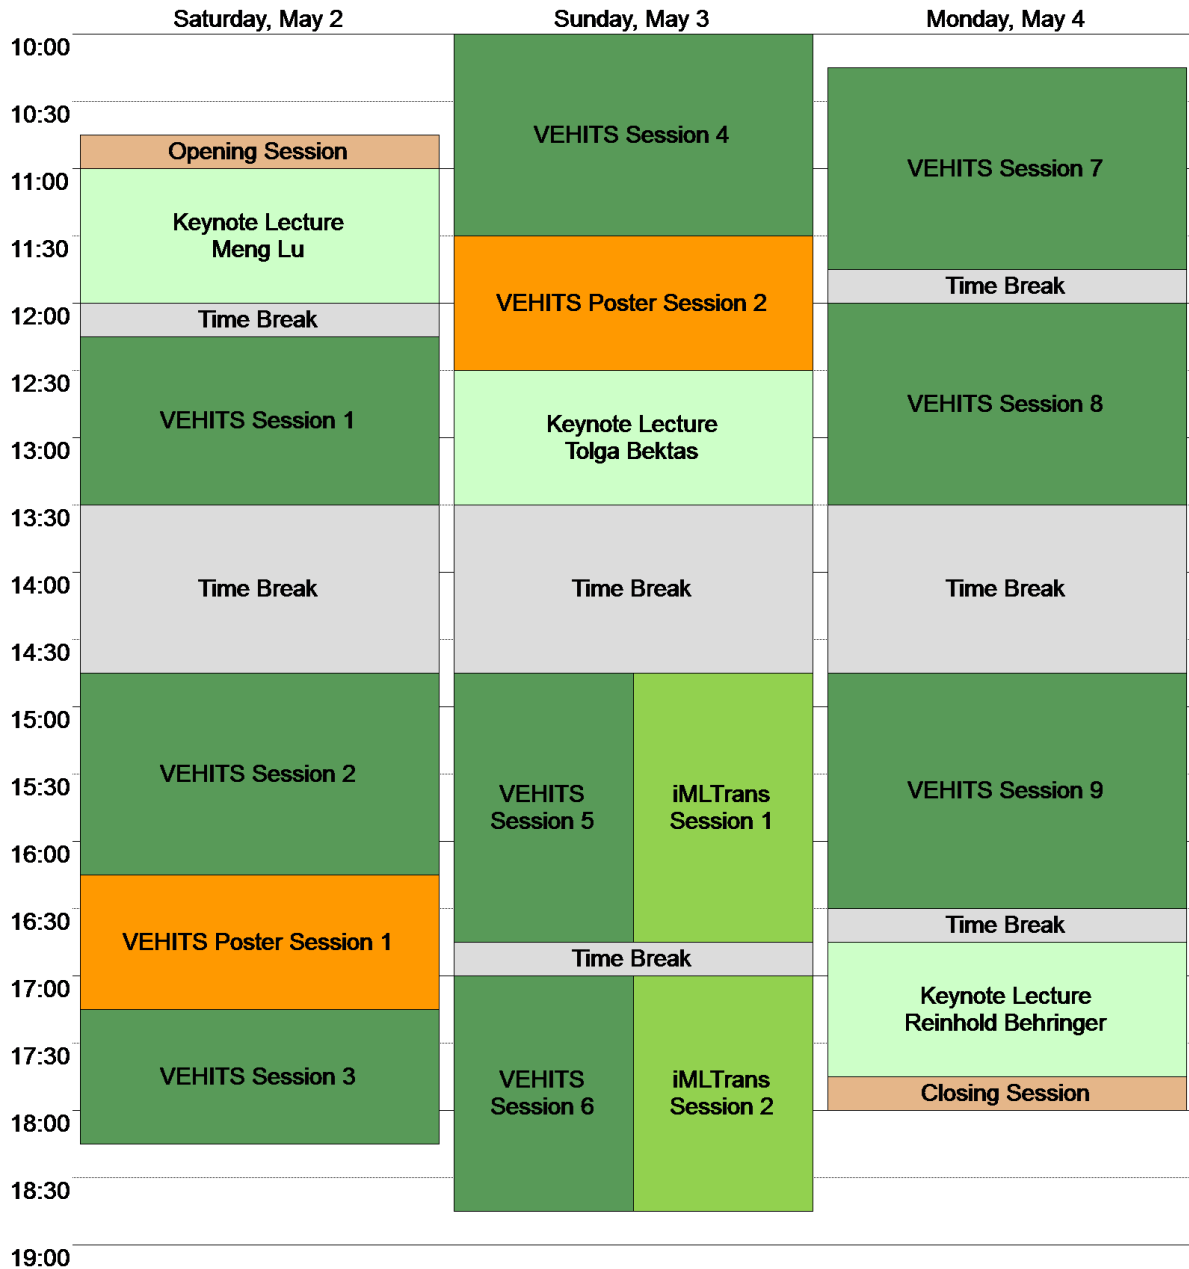 Saturday, May 2
Sunday, May 3
Monday, May 4
10:00
10:30
11:00
11:30
12:00
12:30
13:00
13:30
14:00
14:30
15:00
15:30
16:00
16:30
17:00
17:30
18:00
18:30
19:00
Opening Session
Keynote Lecture
Meng Lu
Time Break
VEHITS Session 1
Time Break
VEHITS Session 2
VEHITS Poster Session 1
VEHITS Session 3
VEHITS Session 4
VEHITS Poster Session 2
Keynote Lecture
Tolga Bektas
Time Break
VEHITS
Session 5
iMLTrans
Session 1
Time Break
VEHITS
Session 6
iMLTrans
Session 2
VEHITS Session 7
Time Break
VEHITS Session 8
Time Break
VEHITS Session 9
Time Break
Keynote Lecture
Reinhold Behringer
Closing Session